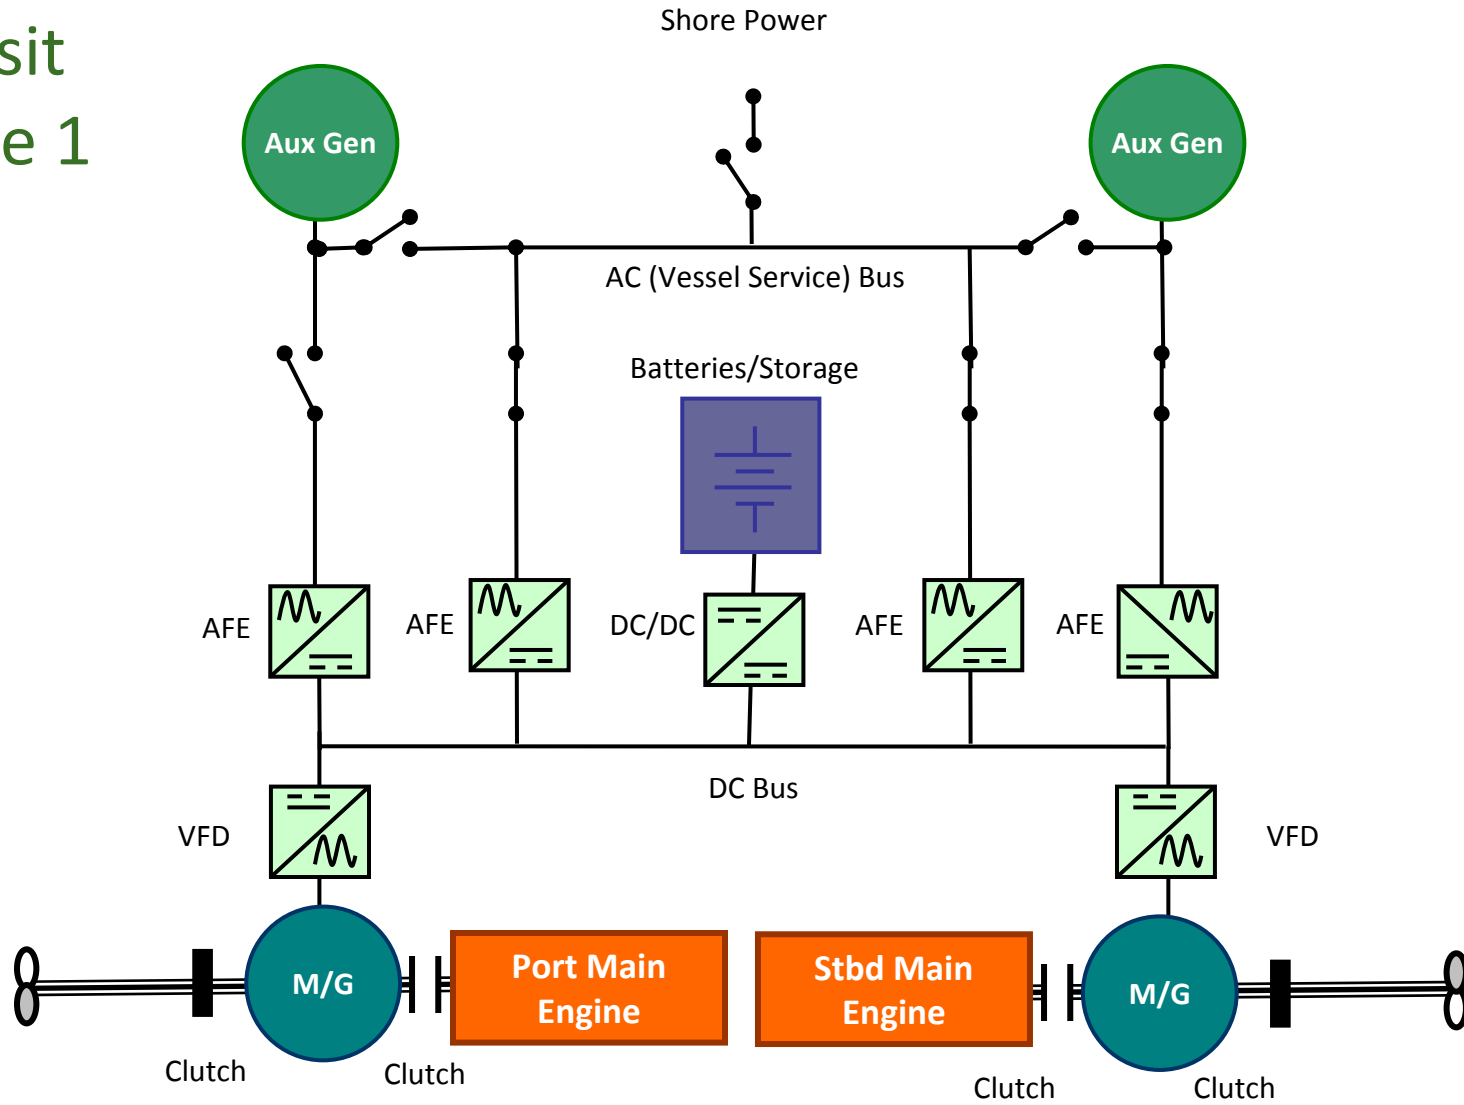 sit
e 1
Shore Power
Aux Gen
Aux Gen
AC (Vessel Service) Bus
Batteries/Storage
AFE
AFE
DC/DC
AFE
AFE
DC Bus
VFD
VFD
M/G
Port Main
Engine
Stbd Main
Engine
M/G
Clutch
Clutch
Clutch
Clutch